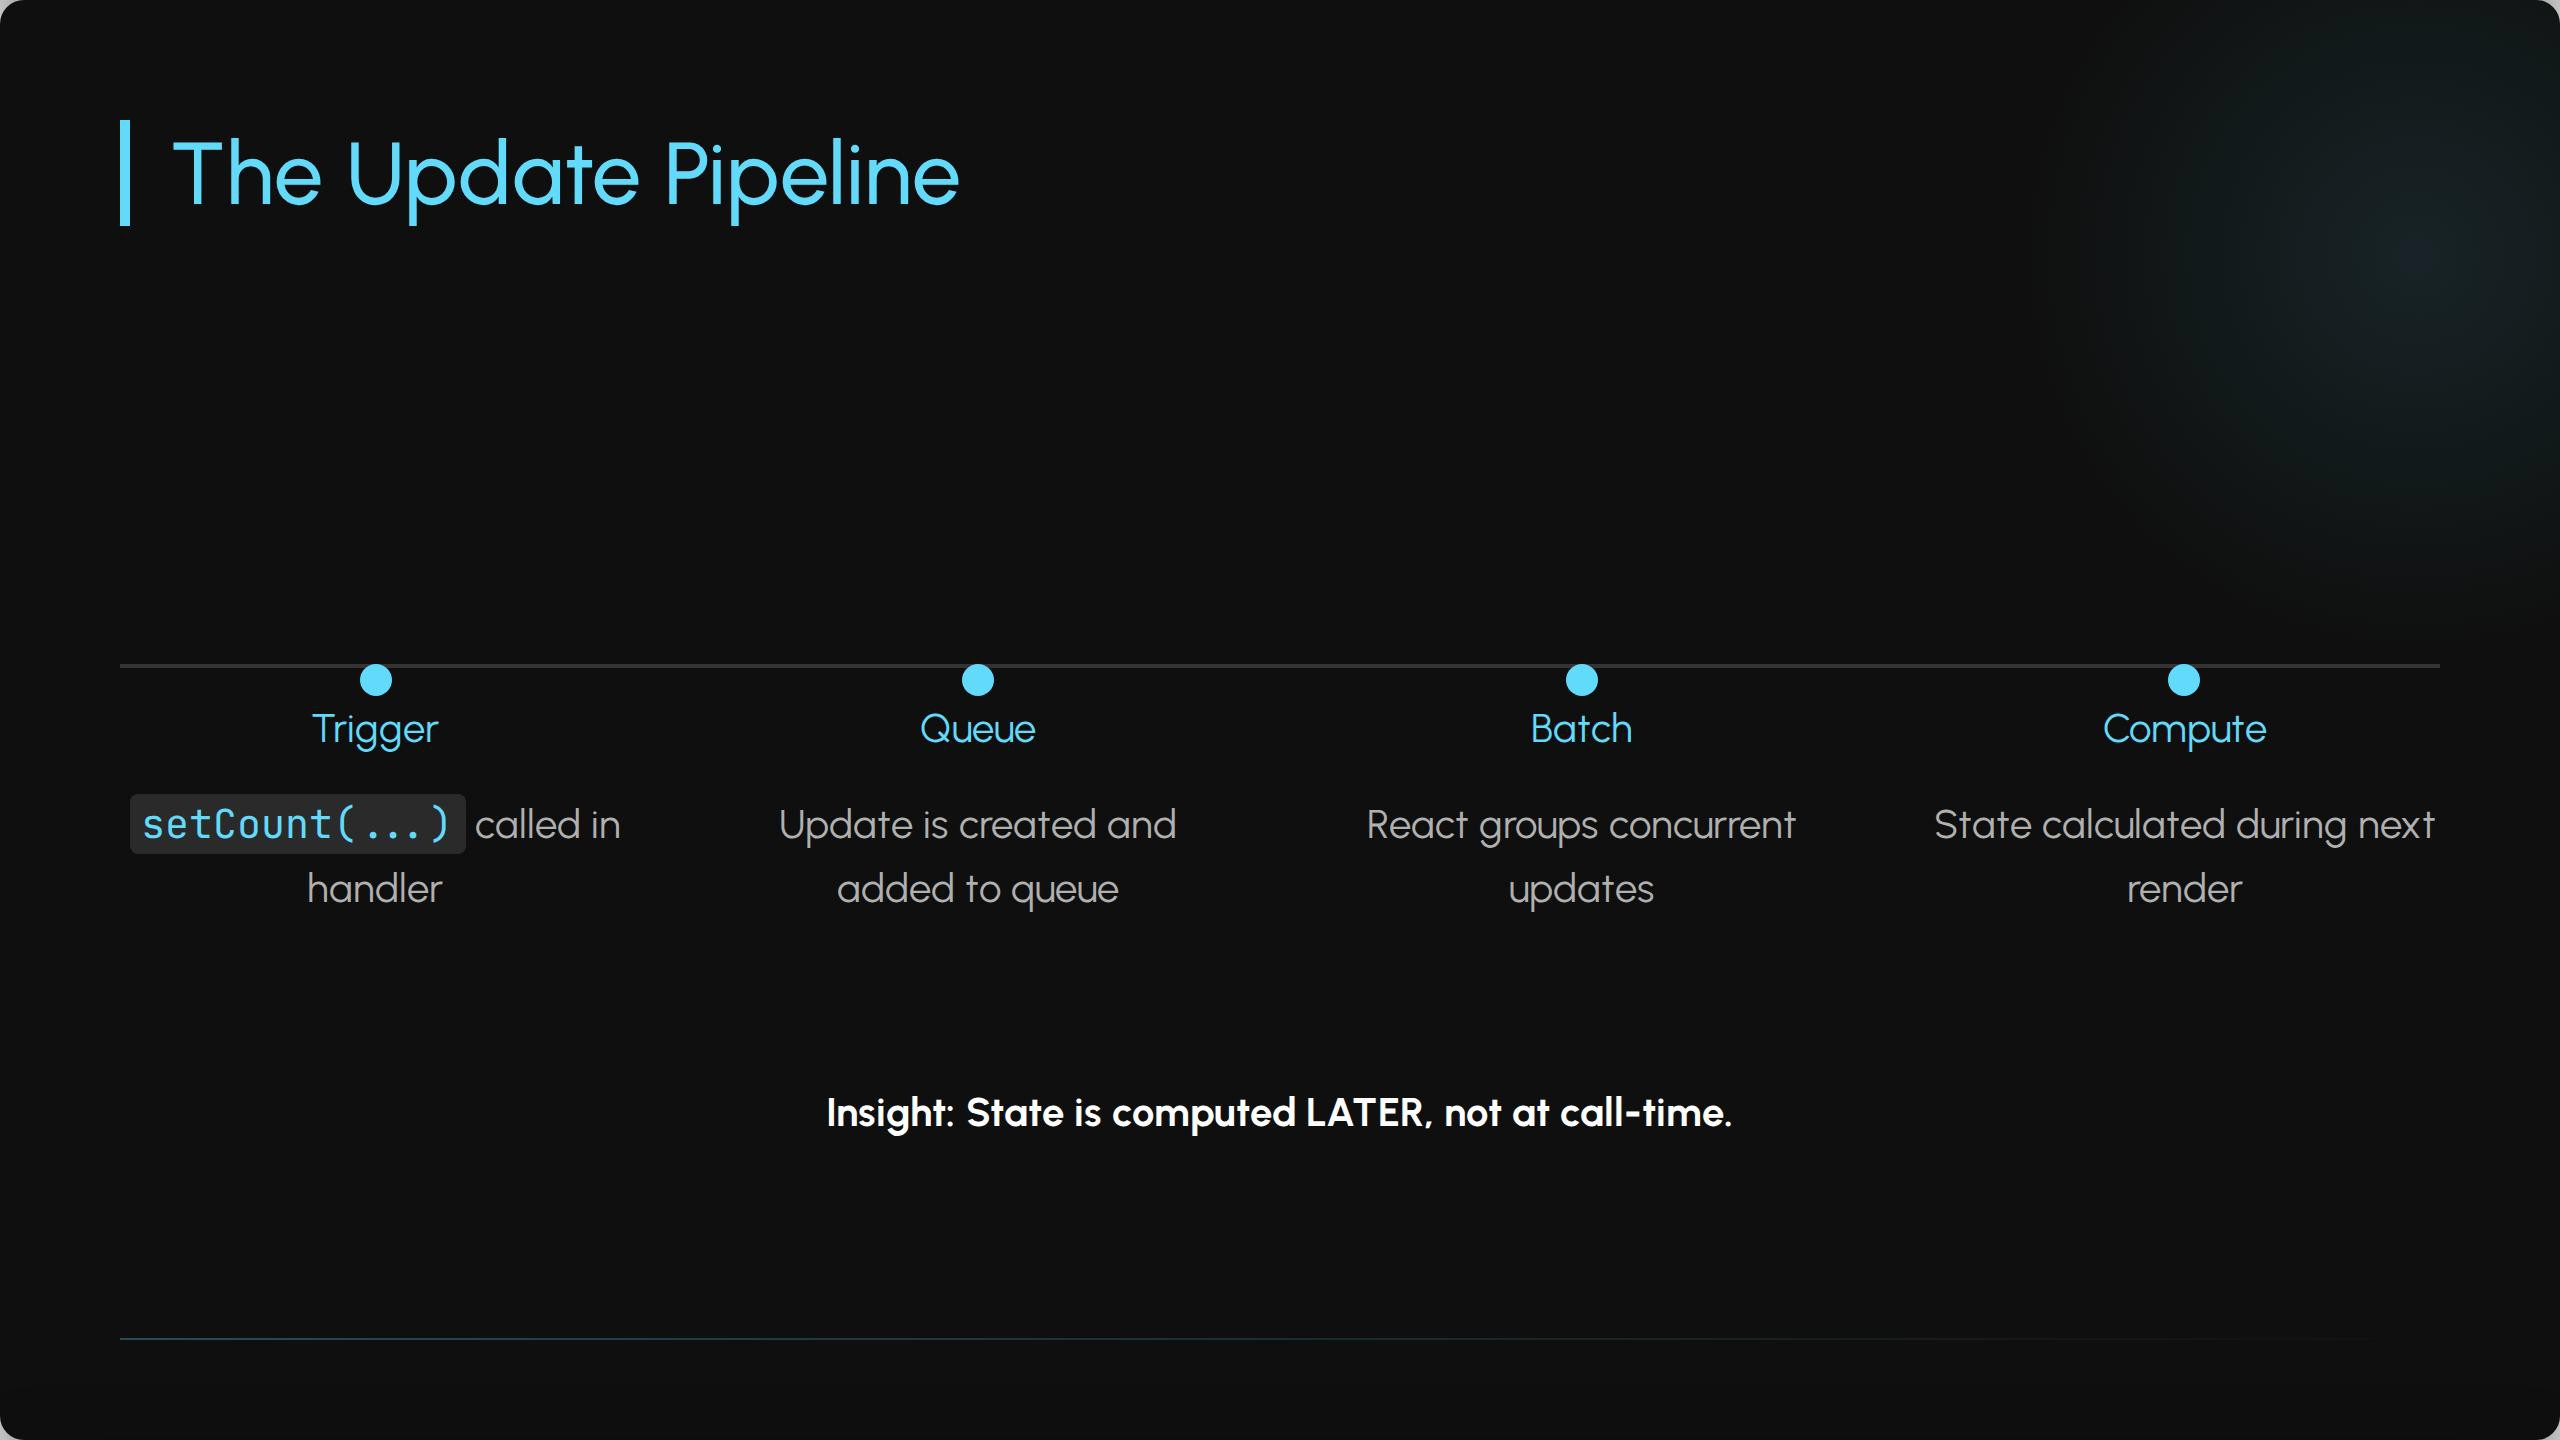 The Update Pipeline
Trigger
setCount(...) called in
handler
Queue
Update is created and
added to queue
Batch
React groups concurrent
updates
Compute
State calculated during next
render
Insight: State is computed LATER, not at call-time.